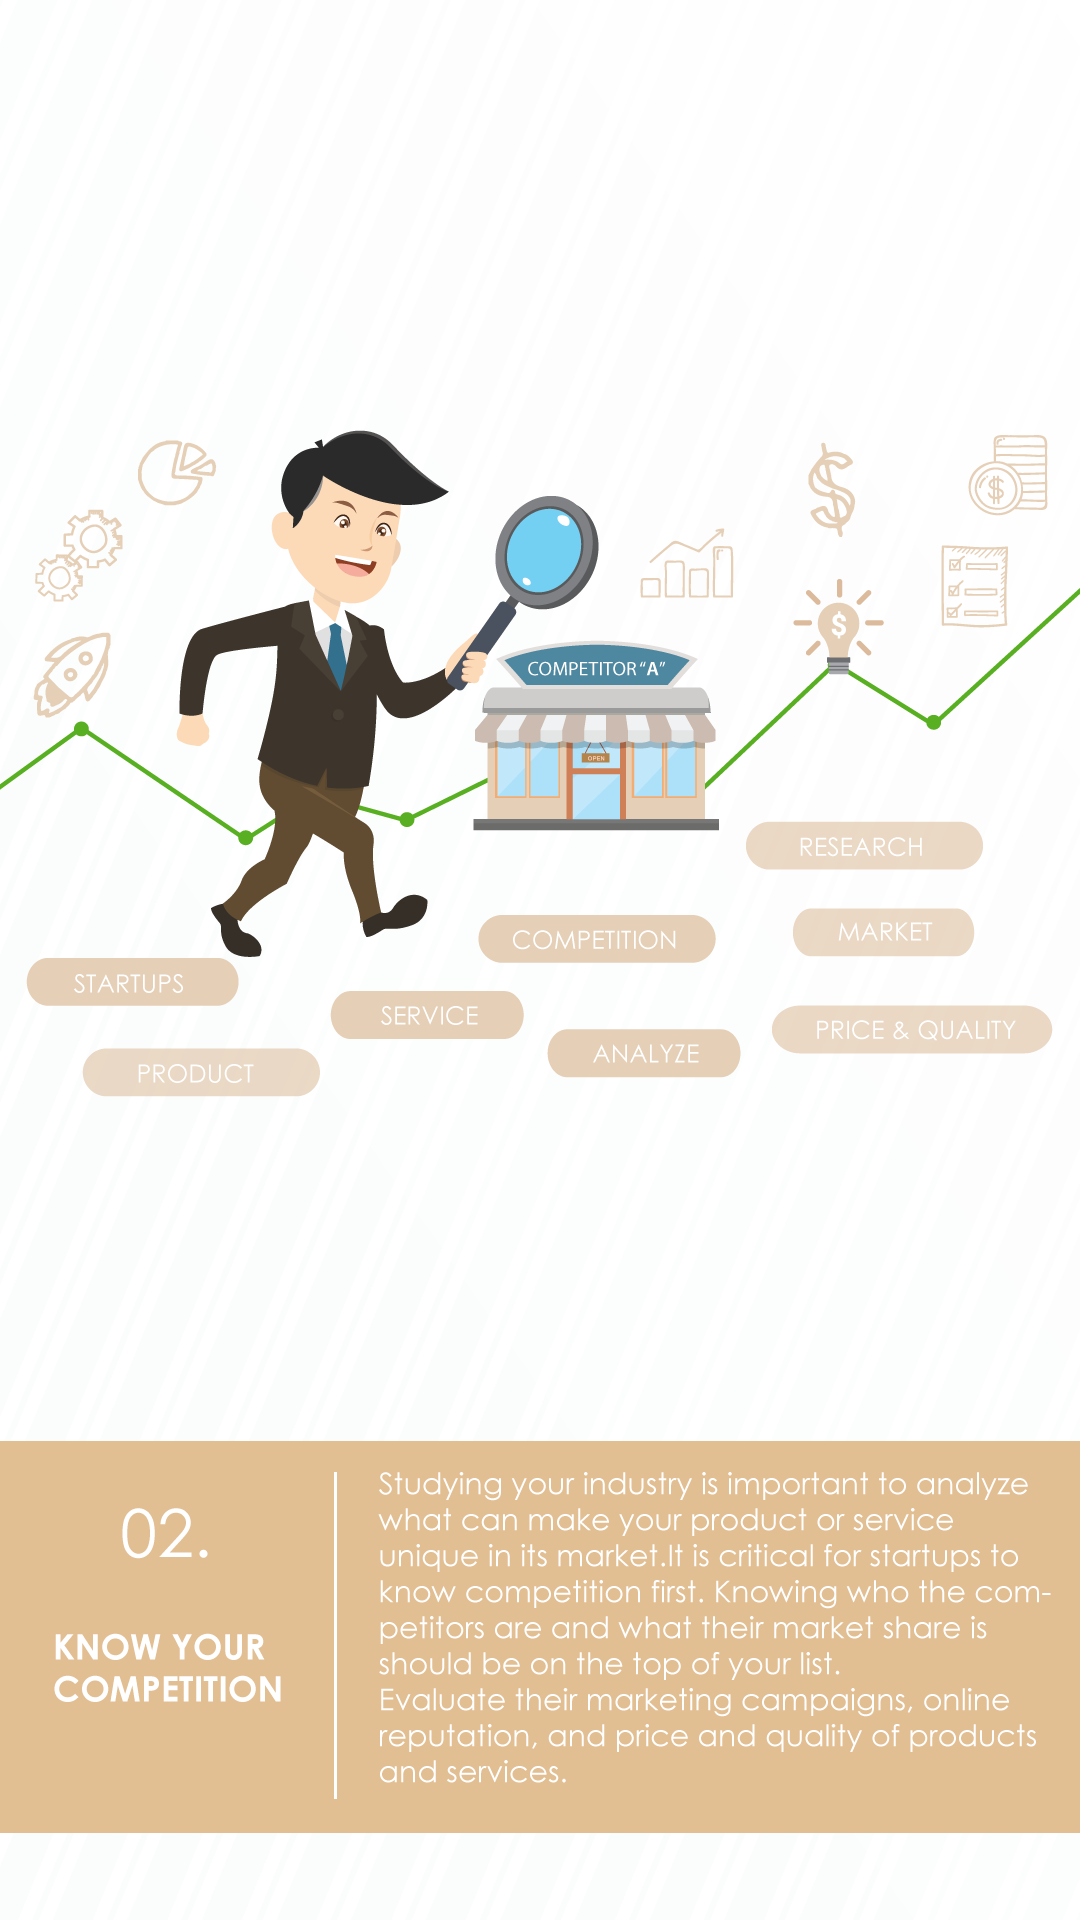 COMPETITOR “A”
OPEN
RESEARCH
MARKET
COMPETITION
STARTUPS
SERVICE
PRICE & QUALITY
ANALYZE
PRODUCT
02.
KNOW YOUR
COMPETITION
Studying your industry is important to analyze
what can make your product or service
unique in its market.It is critical for startups to
know competition first. Knowing who the com-
petitors are and what their market share is
should be on the top of your list.
Evaluate their marketing campaigns, online
reputation, and price and quality of products
and services.